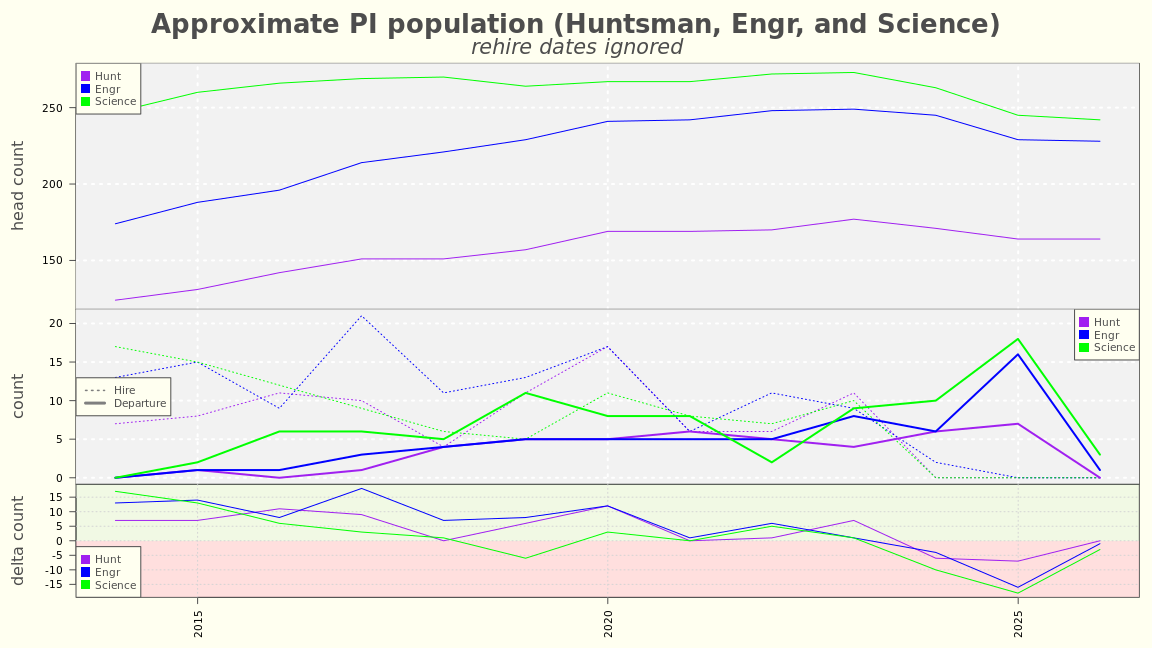 Approximate PI population (Huntsman, Engr, and Science)
rehire dates ignored
head count
250
200
150
Hunt
Engr
Science
count
20
15
10
5
0
Hire
Departure
Hunt
Engr
Science
delta count
15
10
5
0
-5
-10
-15
Hunt
Engr
Science
2015
2020
2025